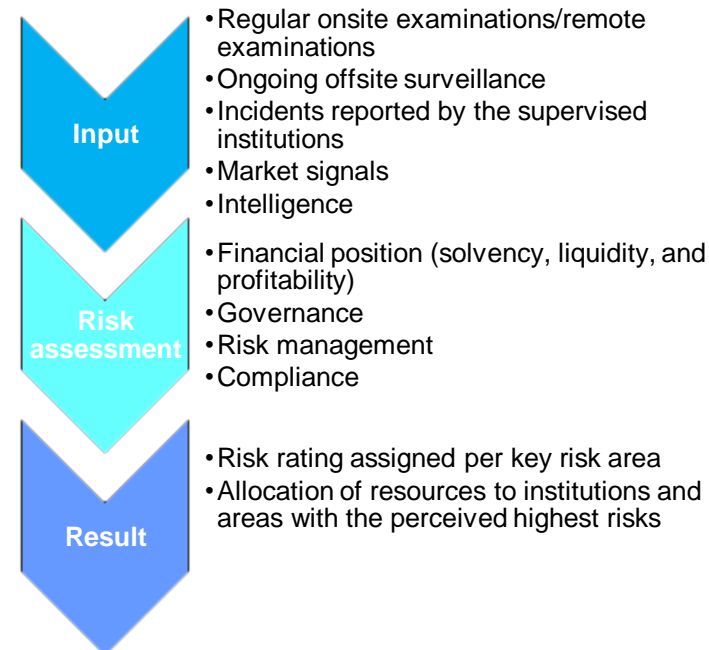 Input
•Regular onsite examinations/remote
examinations
•Ongoing offsite surveillance
•Incidents reported by the supervised
institutions
•Market signals
•Intelligence
Risk
assessment
•Financial position (solvency, liquidity, and
profitability)
•Governance
•Risk management
•Compliance
Result
•Risk rating assigned per key risk area
•Allocation of resources to institutions and
areas with the perceived highest risks